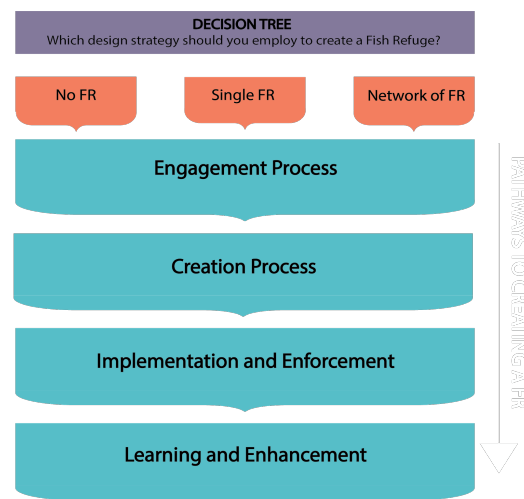 DECISION TREE
Which design strategy should you employ to create a Fish Refuge?
No FR
Single FR
Network of FR
Engagement Process
Creation Process
Implementation and Enforcement
Learning and Enhancement
PATHWAYS TO CREATING A FR